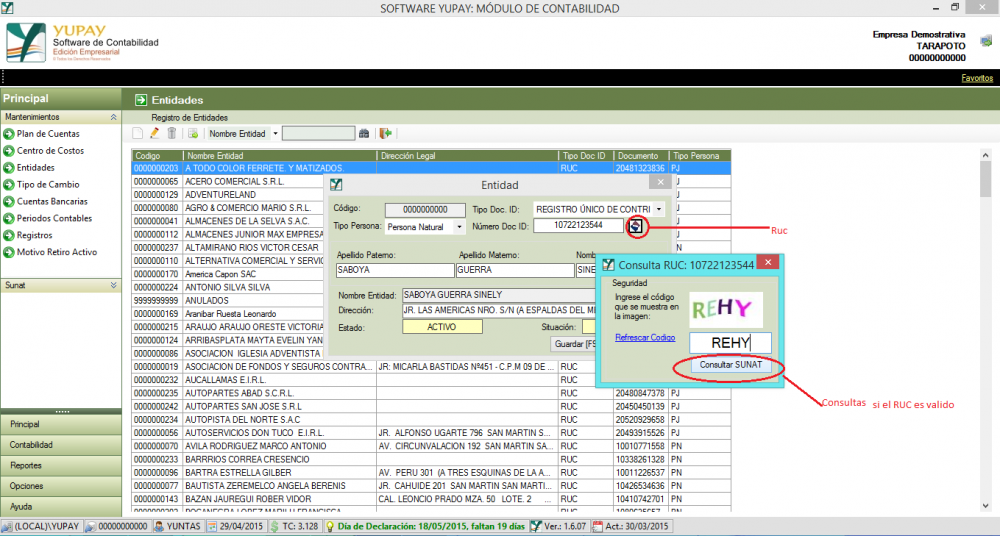 SOFTWARE YUPAY: MÓDULO DE CONTABILIDAD
YUPAY
Software de Contabilidad
Edición Empresarial
© Todos los Derechos Reservados
Empresa Demostrativa
TARAPOTO
00000000000
Favoritos
Principal
Entidades
Mantenimientos
Registro de Entidades
Plan de Cuentas
Centro de Costos
Entidades
Tipo de Cambio
Cuentas Bancarias
Periodos Contables
Registros
Motivo Retiro Activo
Sunat
Principal
Contabilidad
Reportes
Opciones
Ayuda
Nombre Entidad
Codigo Nombre Entidad Dirección Legal Tipo Doc ID Documento Tipo Persona
0000000203 A TODO COLOR FERRETE. Y MATIZADOS. RUC 20481323836 PJ
0000000065 ACERO COMERCIAL S.R.L.
0000000129 ADVENTURELAND
0000000080 AGRO & COMERCIO MARIO S.R.L.
0000000041 ALMACENES DE LA SELVA S.A.C.
0000000112 ALMACENES JUNIOR MAX EMPRESA
0000000237 ALTAMIRANO RIOS VICTOR CESAR
0000000110 ALTERNATIVA COMERCIAL Y SERVIC
0000000170 America Capon SAC
0000000224 ANTONIO SILVA SILVA
9999999999 ANULADOS
0000000169 Aranibar Ruesta Leonardo
0000000215 ARAUJO ARAUJO ORESTE VICTORIA
0000000124 ARRIBASPLATA MAYTA EVELIN YAN
0000000086 ASOCIACION IGLESIA ADVENTISTA
0000000019 ASOCIACION DE FONDOS Y SEGUROS CONTRA... JR: MICARLA BASTIDAS Nº451 - C.P.M 09 DE ... RUC
0000000232 AUCALLAMAS E.I.R.L. RUC
0000000235 AUTOPARTES ABAD S.C.R.L. RUC 20480847378 PJ
0000000242 AUTOPARTES SAN JOSE S.R.L RUC 20450450139 PJ
0000000234 AUTOPISTA DEL NORTE S.A.C RUC 20520929658 PJ
0000000056 AUTOSERVICIOS DON TUCO E.I.R.L. JR. ALFONSO UGARTE 796 SAN MARTIN S... RUC 20493915526 PJ
0000000070 AVILA RODRIGUEZ MARCO ANTONIO AV. CIRCUNVALACION 192 SAN MARTIN SA... RUC 10010771558 PN
0000000233 BARRRIOS CORREA CRESENCIO RUC 10338261328 PN
0000000096 BARTRA ESTRELLA GILBER AV. PERU 301 (A TRES ESQUINAS DE LA A... RUC 10011226537 PN
0000000077 BAUTISTA ZEREMELCO ANGELA BERENIS JR. CAHUIDE 201 SAN MARTIN SAN MARTI... RUC 10426534636 PN
0000000143 BAZAN JAUREGUI ROBER VIDOR CAL. LEONCIO PRADO MZA. 50 LOTE. 2 ... RUC 10410742701 PN
Entidad
Código: 0000000000 Tipo Doc. ID: REGISTRO ÚNICO DE CONTRI
Tipo Persona: Persona Natural Número Doc ID: 10722123544
Apellido Paterno: Apellido Materno: Nomb
SABOYA GUERRA SINE
Nombre Entidad: SABOYA GUERRA SINELY
Dirección: JR. LAS AMERICAS NRO. S/N (A ESPALDAS DEL ME
Estado: ACTIVO Situación:
Guardar [F5
Ruc
Consulta RUC: 10722123544
Seguridad
Ingrese el código
que se muestra en
la imagen:
REHY
Refrescar Codigo
REHY
Consultar SUNAT
Consultas si el RUC es valido
(LOCAL)\YUPAY 00000000000 YUNTAS 29/04/2015 TC: 3.128 Día de Declaración: 18/05/2015, faltan 19 días Ver.: 1.6.07 Act.: 30/03/2015